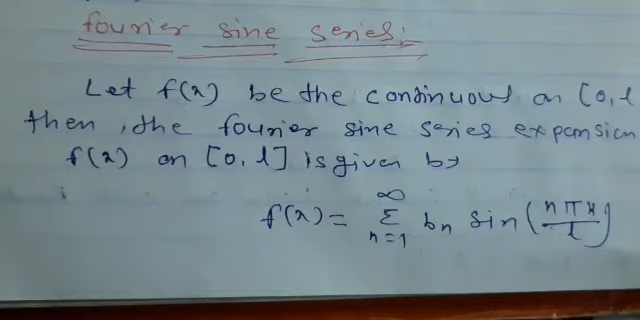 fourier sine series:
Let f(x) be the continuous on [0, l
then, the fourier sine series expansion
f(x) on [0, l] is given by
f(x) = ∞ Σ n=1 bn sin(nπx/l)